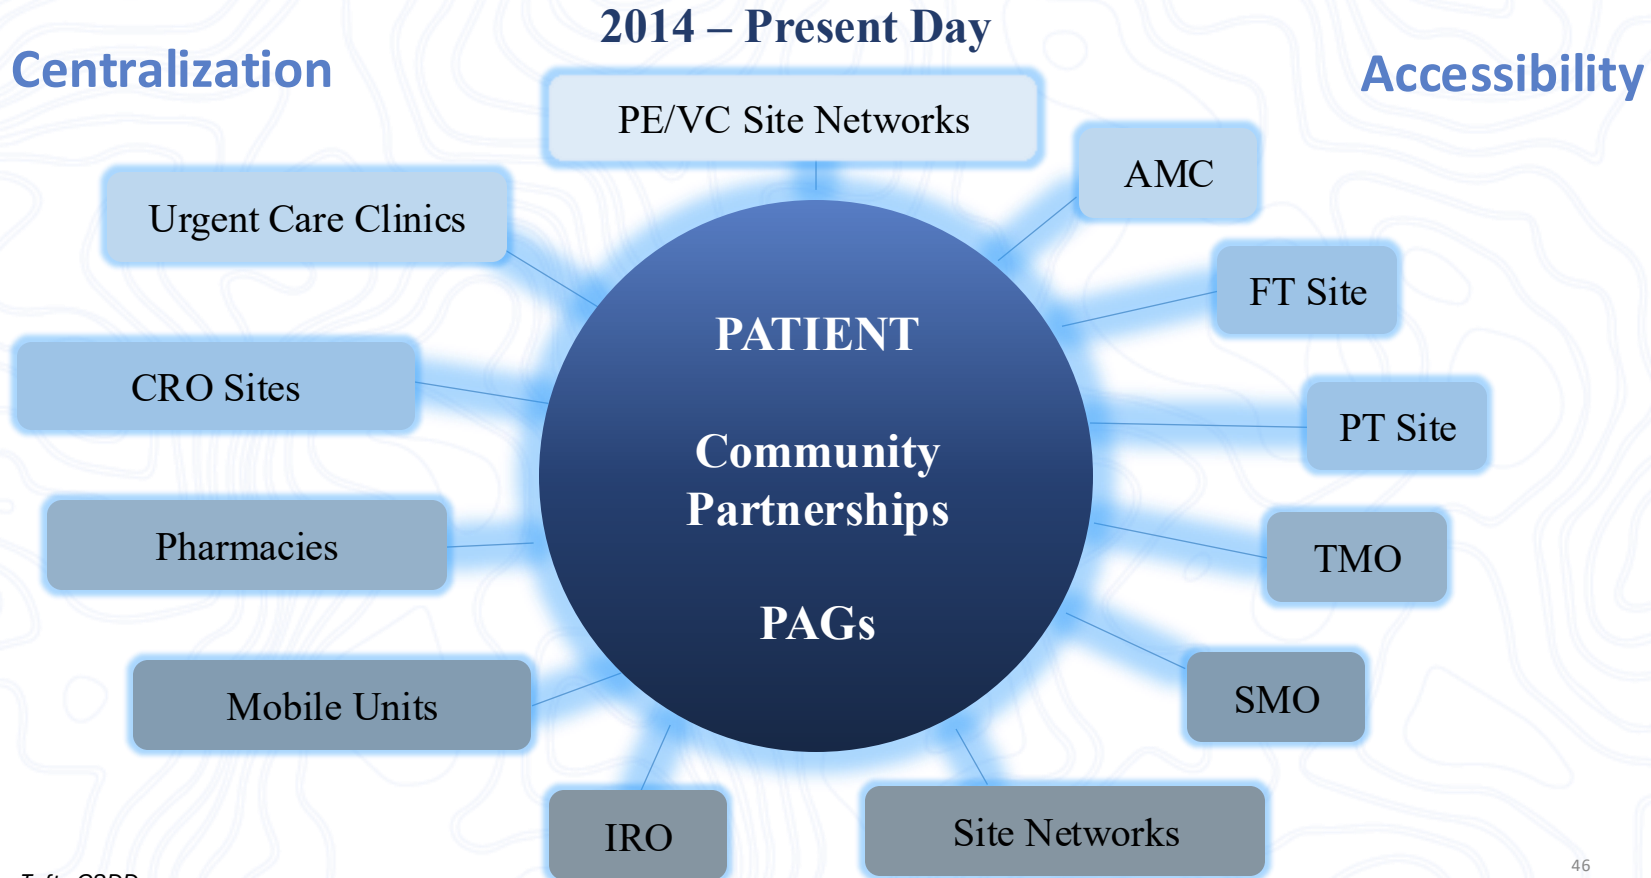 2014 – Present Day
Centralization
Accessibility
PE/VC Site Networks
AMC
Urgent Care Clinics
FT Site
PATIENT
CRO Sites
PT Site
Community
Partnerships
Pharmacies
TMO
PAGs
Mobile Units
SMO
IRO
Site Networks
46